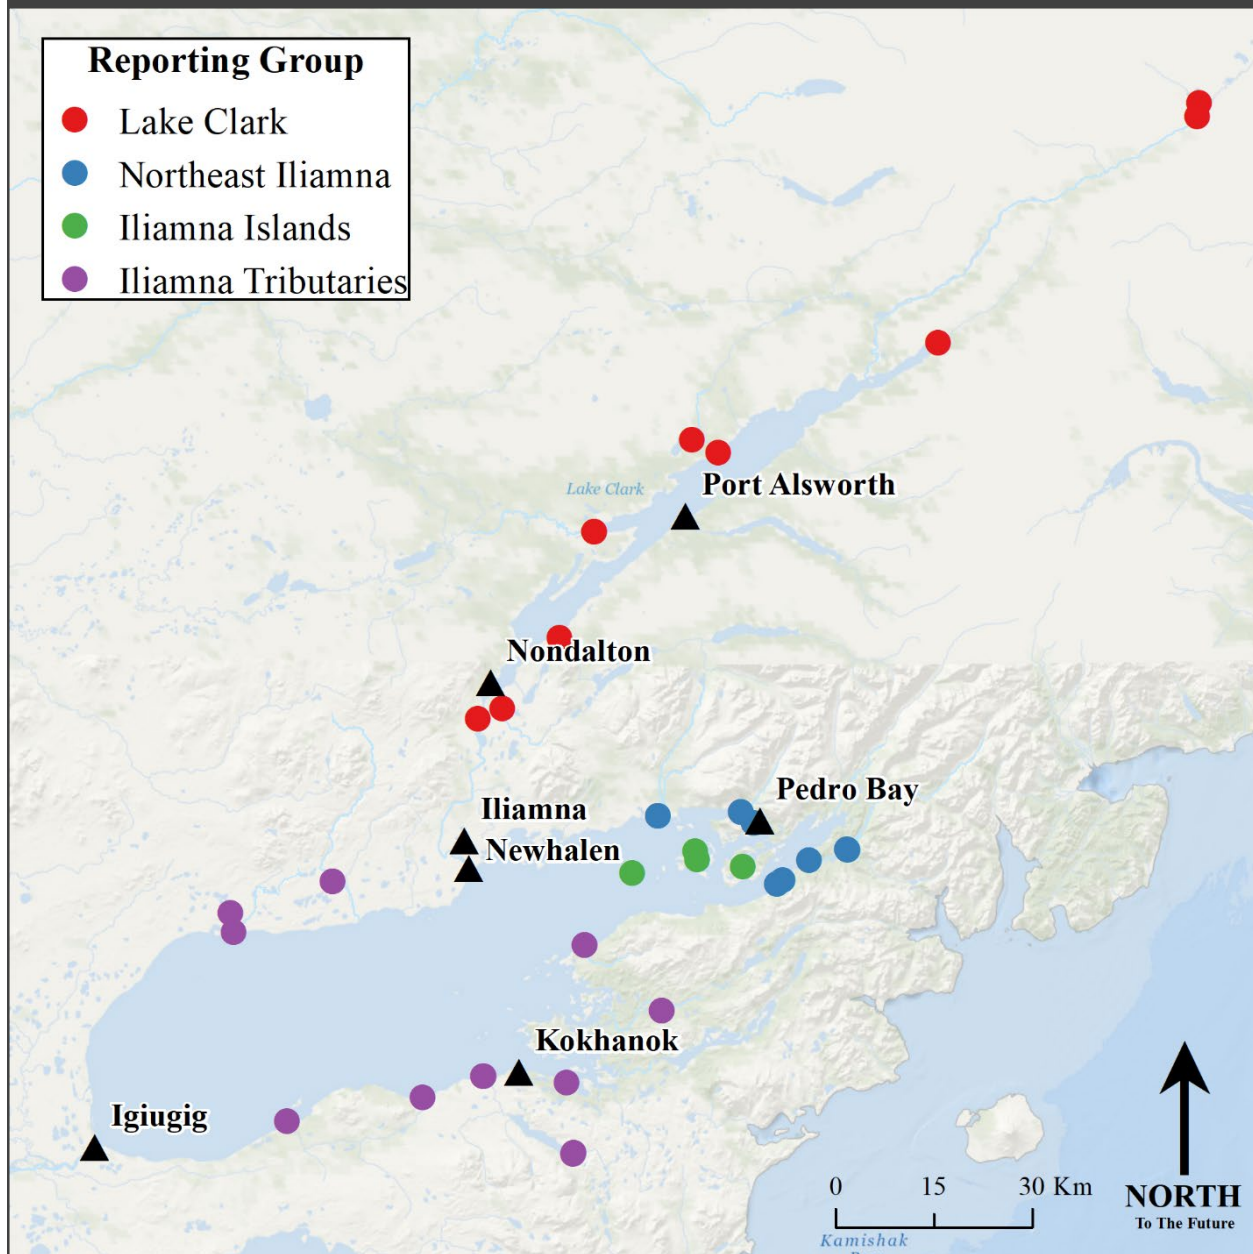 Reporting Group
Lake Clark
Northeast Iliamna
Iliamna Islands
Iliamna Tributaries
Lake Clark
Port Alsworth
Nondalton
Pedro Bay
Iliamna
Newhalen
Kokhanok
Igiugig
0 15 30 Km
NORTH
To The Future
Kamishak